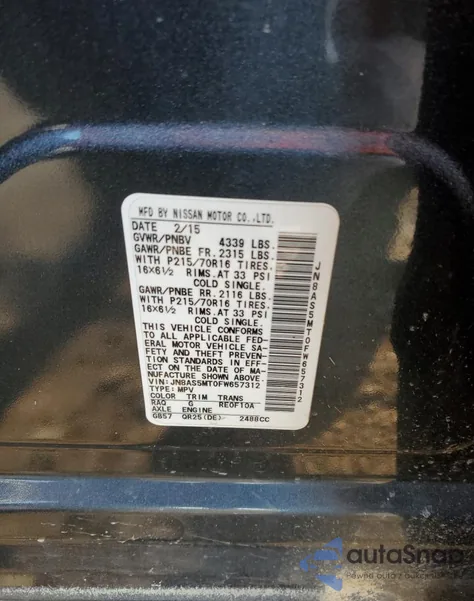 MFD BY NISSAN MOTOR CO.,LTD.
DATE 2/15
GVWR/PNBV 4339 LBS.
GAWR/PNBE FR. 2315 LBS.
WITH P215/70R16 TIRES.
16X6½ RIMS. AT 33 PSI
COLD SINGLE.
GAWR/PNBE RR. 2116 LBS.
WITH P215/70R16 TIRES.
16X6½ RIMS. AT 33 PSI
COLD SINGLE.
THIS VEHICLE CONFORMS
TO ALL APPLICABLE FED-
ERAL MOTOR VEHICLE SA-
FETY AND THEFT PREVEN-
TION STANDARDS IN EFF-
ECT ON THE DATE OF MA-
NUFACTURE SHOWN ABOVE.
VIN: JN8AS5MT0FW657312
TYPE: MPV
COLOR TRIM TRANS
RAQ G RE0F10A
AXLE ENGINE
GB57 QR25(DE) 2488CC
JN8AS5MT0FW657312
autoSnap